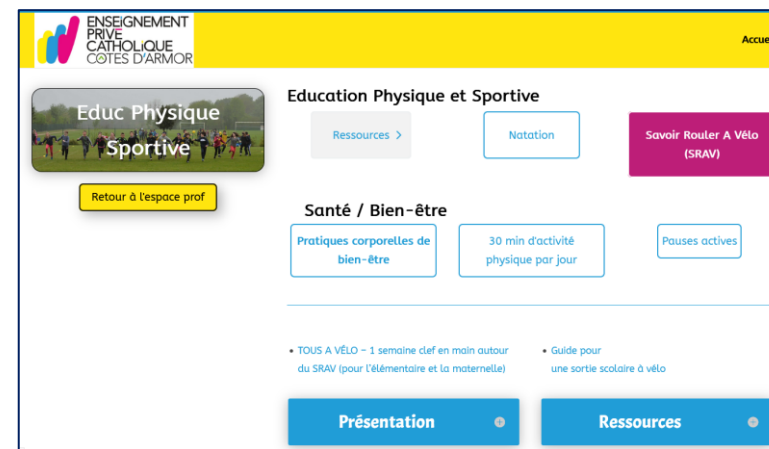 ENSEiGNEMENT
PRiVÉ
CATHOLiQUE
CÔTES D'ARMOR
Educ Physique
Sportive
Retour à l'espace prof
Education Physique et Sportive
Ressources >
Natation
Savoir Rouler A Vélo
(SRAV)
Santé / Bien-être
Pratiques corporelles de
bien-être
30 min d'activité
physique par jour
Pauses actives
• TOUS A VÉLO – 1 semaine clef en main autour
du SRAV (pour l'élémentaire et la maternelle)
• Guide pour
une sortie scolaire à vélo
Présentation
Ressources